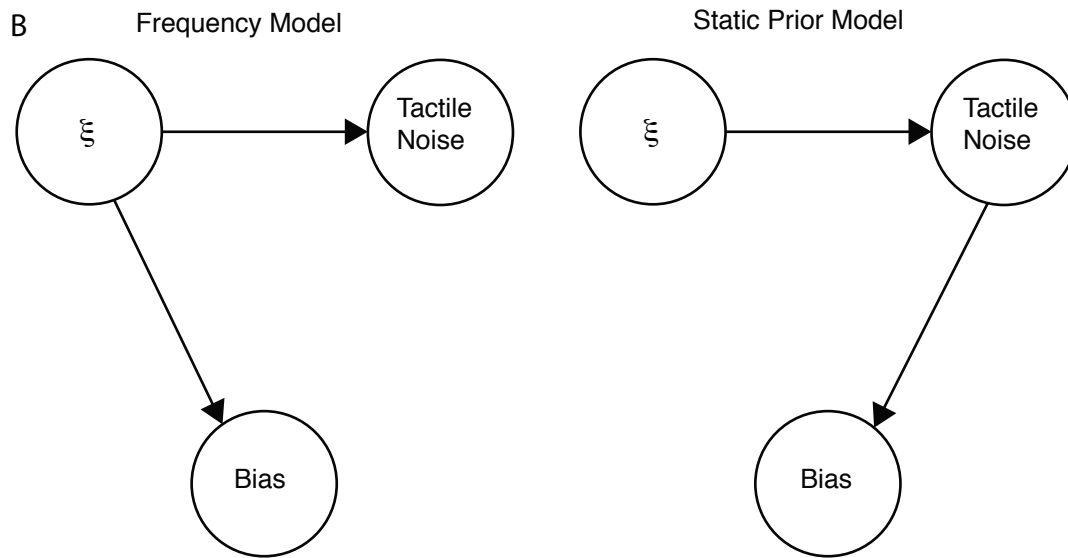 B
Frequency Model
ξ
Tactile
Noise
Bias
Static Prior Model
ξ
Tactile
Noise
Bias